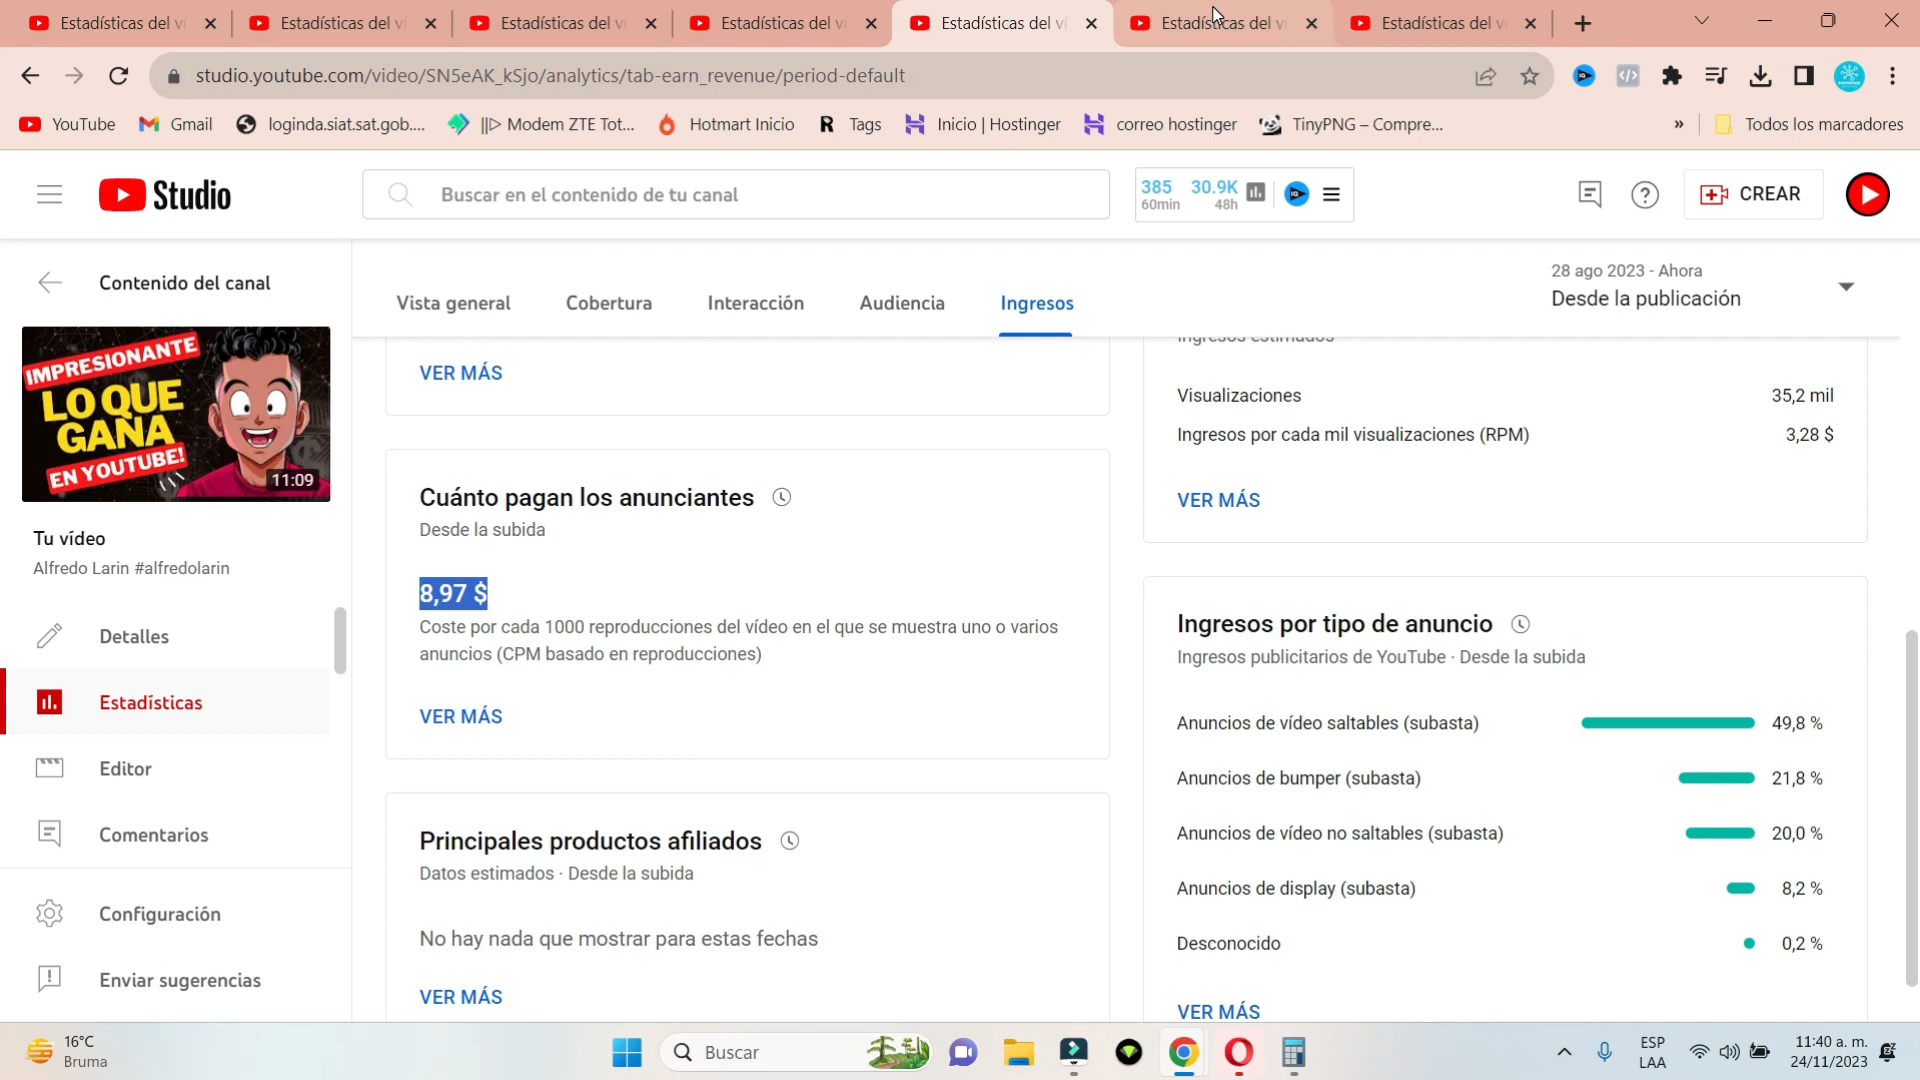 Estadísticas del ví
Estadísticas del ví
Estadísticas del ví
Estadísticas del ví
Estadísticas del ví
Estadísticas del ví
Estadísticas del ví
studio.youtube.com/video/SN5eAK_kSjo/analytics/tab-earn_revenue/period-default
YouTube
Gmail
loginda.siat.sat.gob....
||▷ Modem ZTE Tot...
Hotmart Inicio
R Tags
Inicio | Hostinger
correo hostinger
TinyPNG – Compre...
»
Todos los marcadores
Studio
Buscar en el contenido de tu canal
385 30.9K
60min 48h
CREAR
Contenido del canal
Vista general
Cobertura
Interacción
Audiencia
Ingresos
28 ago 2023 - Ahora
Desde la publicación
IMPRESIONANTE
LO QUE
GANA
EN YOUTUBE!
11:09
Tu vídeo
Alfredo Larin #alfredolarin
Detalles
Estadísticas
Editor
Comentarios
Configuración
Enviar sugerencias
VER MÁS
Cuánto pagan los anunciantes
Desde la subida
8,97 $
Coste por cada 1000 reproducciones del vídeo en el que se muestra uno o varios
anuncios (CPM basado en reproducciones)
VER MÁS
Principales productos afiliados
Datos estimados · Desde la subida
No hay nada que mostrar para estas fechas
VER MÁS
Ingresos estimados
Visualizaciones 35,2 mil
Ingresos por cada mil visualizaciones (RPM) 3,28 $
VER MÁS
Ingresos por tipo de anuncio
Ingresos publicitarios de YouTube · Desde la subida
Anuncios de vídeo saltables (subasta) 49,8 %
Anuncios de bumper (subasta) 21,8 %
Anuncios de vídeo no saltables (subasta) 20,0 %
Anuncios de display (subasta) 8,2 %
Desconocido 0,2 %
VER MÁS
16°C
Bruma
Buscar
ESP
LAA
11:40 a. m.
24/11/2023